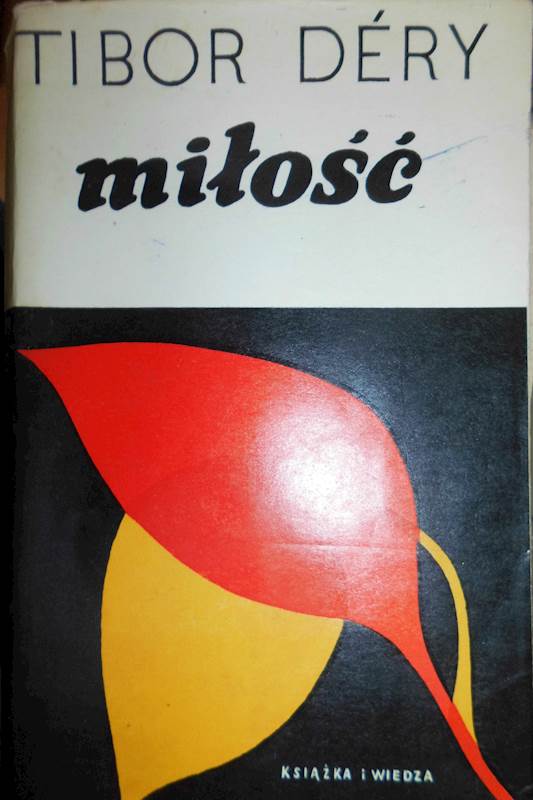 TIBOR DÉRY
miłość
KSIĄŻKA i WIEDZA